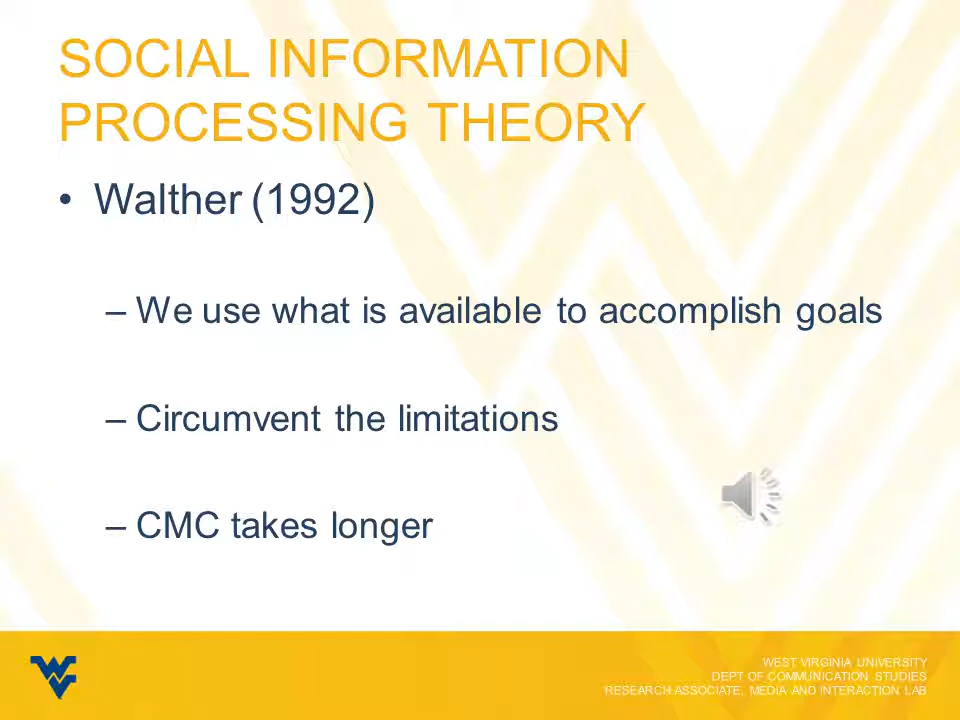 SOCIAL INFORMATION
PROCESSING THEORY
• Walther (1992)
– We use what is available to accomplish goals
– Circumvent the limitations
– CMC takes longer
WEST VIRGINIA UNIVERSITY
DEPT OF COMMUNICATION STUDIES
RESEARCH ASSOCIATE, MEDIA AND INTERACTION LAB